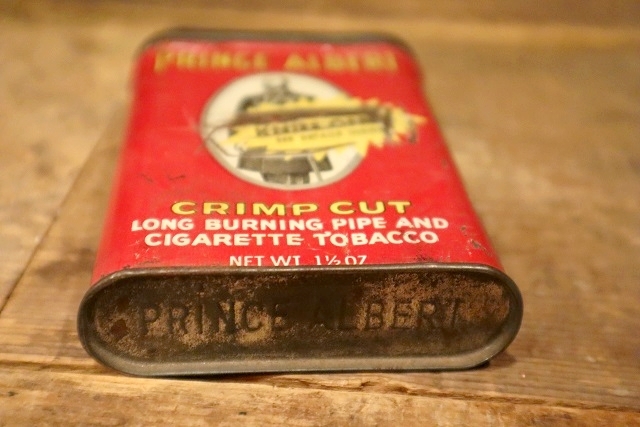 PRINCE ALBERT
CRIMP CUT
LONG BURNING PIPE AND
CIGARETTE TOBACCO
NET WT. 1½ OZ
PRINCE ALBERT